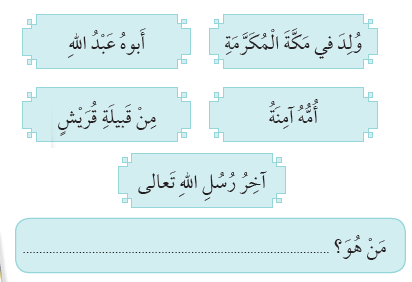 وُلِدَ في مَكَّةَ الْمُكَرَّمَةِ
أَبوهُ عَبْدُ اللهِ
أُمُّهُ آمِنَةُ
مِنْ قَبيلَةِ قُرَيْشٍ
آخِرُ رُسُلِ اللهِ تَعالى
مَنْ هُوَ؟ ........................................................................